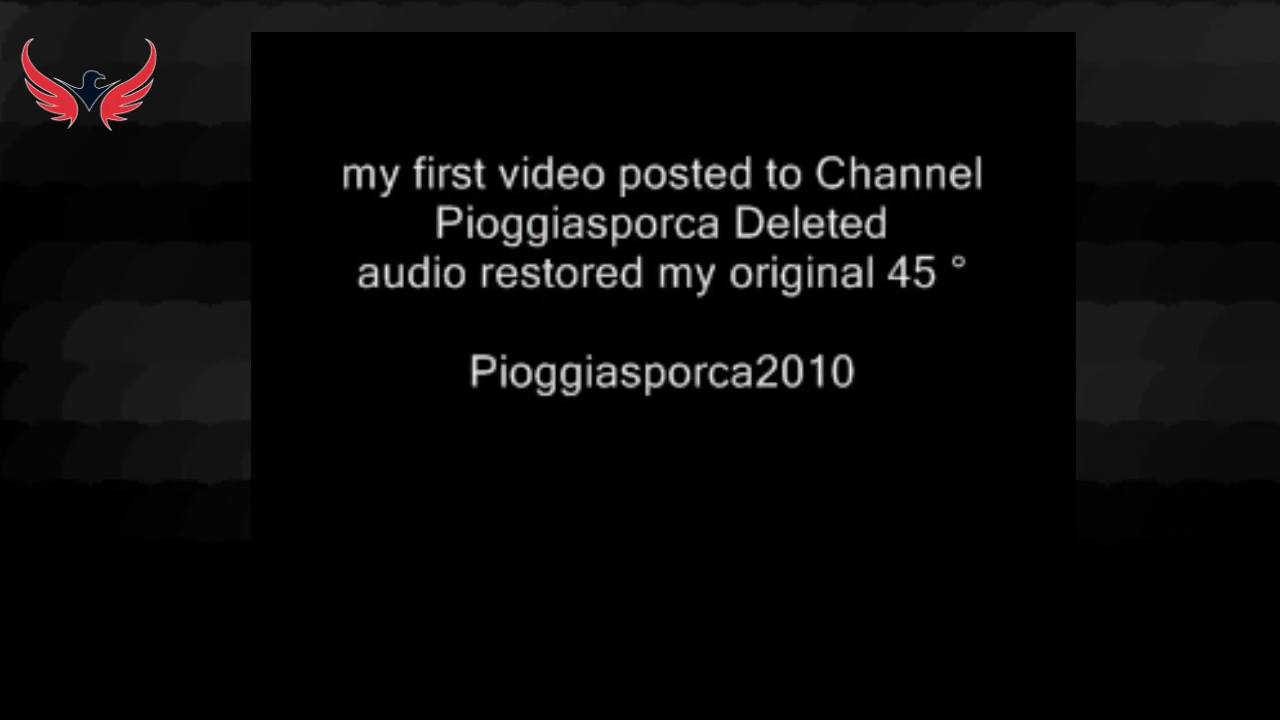 my first video posted to Channel
Pioggiasporca Deleted
audio restored my original 45 °
Pioggiasporca2010